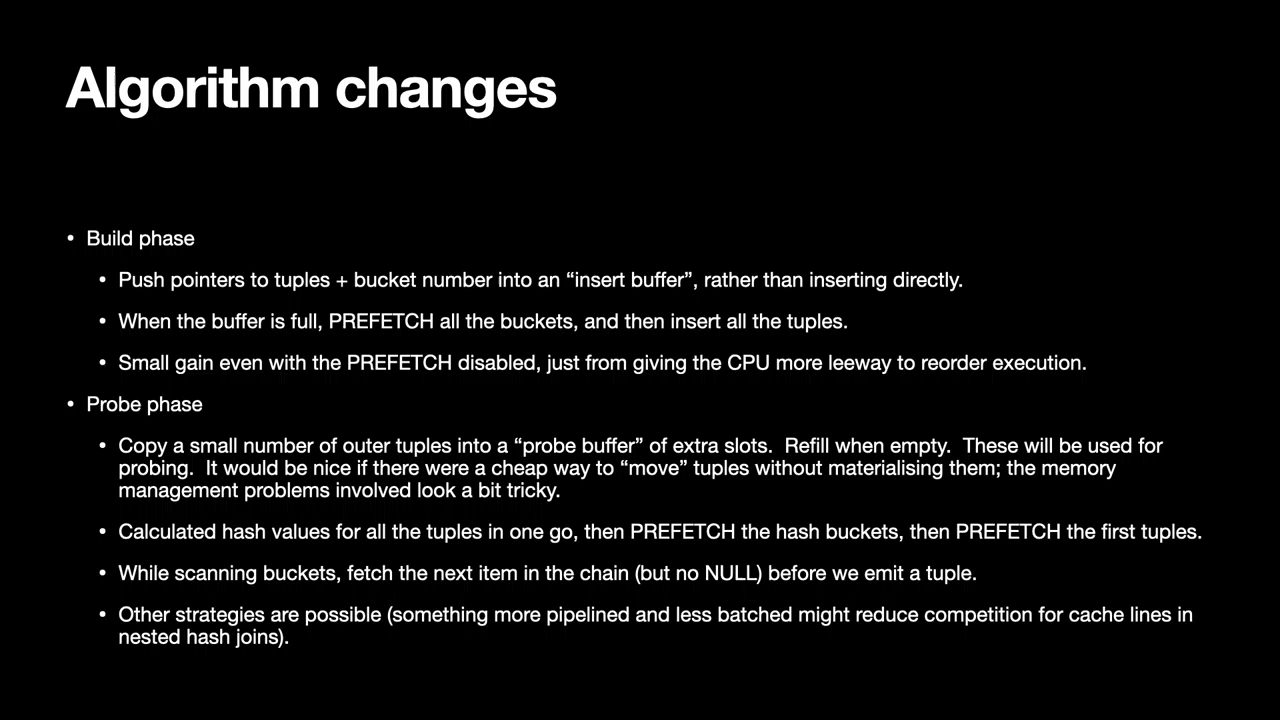 Algorithm changes
• Build phase
• Push pointers to tuples + bucket number into an “insert buffer”, rather than inserting directly.
• When the buffer is full, PREFETCH all the buckets, and then insert all the tuples.
• Small gain even with the PREFETCH disabled, just from giving the CPU more leeway to reorder execution.
• Probe phase
• Copy a small number of outer tuples into a “probe buffer” of extra slots.  Refill when empty.  These will be used for
probing.  It would be nice if there were a cheap way to “move” tuples without materialising them; the memory
management problems involved look a bit tricky.
• Calculated hash values for all the tuples in one go, then PREFETCH the hash buckets, then PREFETCH the first tuples.
• While scanning buckets, fetch the next item in the chain (but no NULL) before we emit a tuple.
• Other strategies are possible (something more pipelined and less batched might reduce competition for cache lines in
nested hash joins).